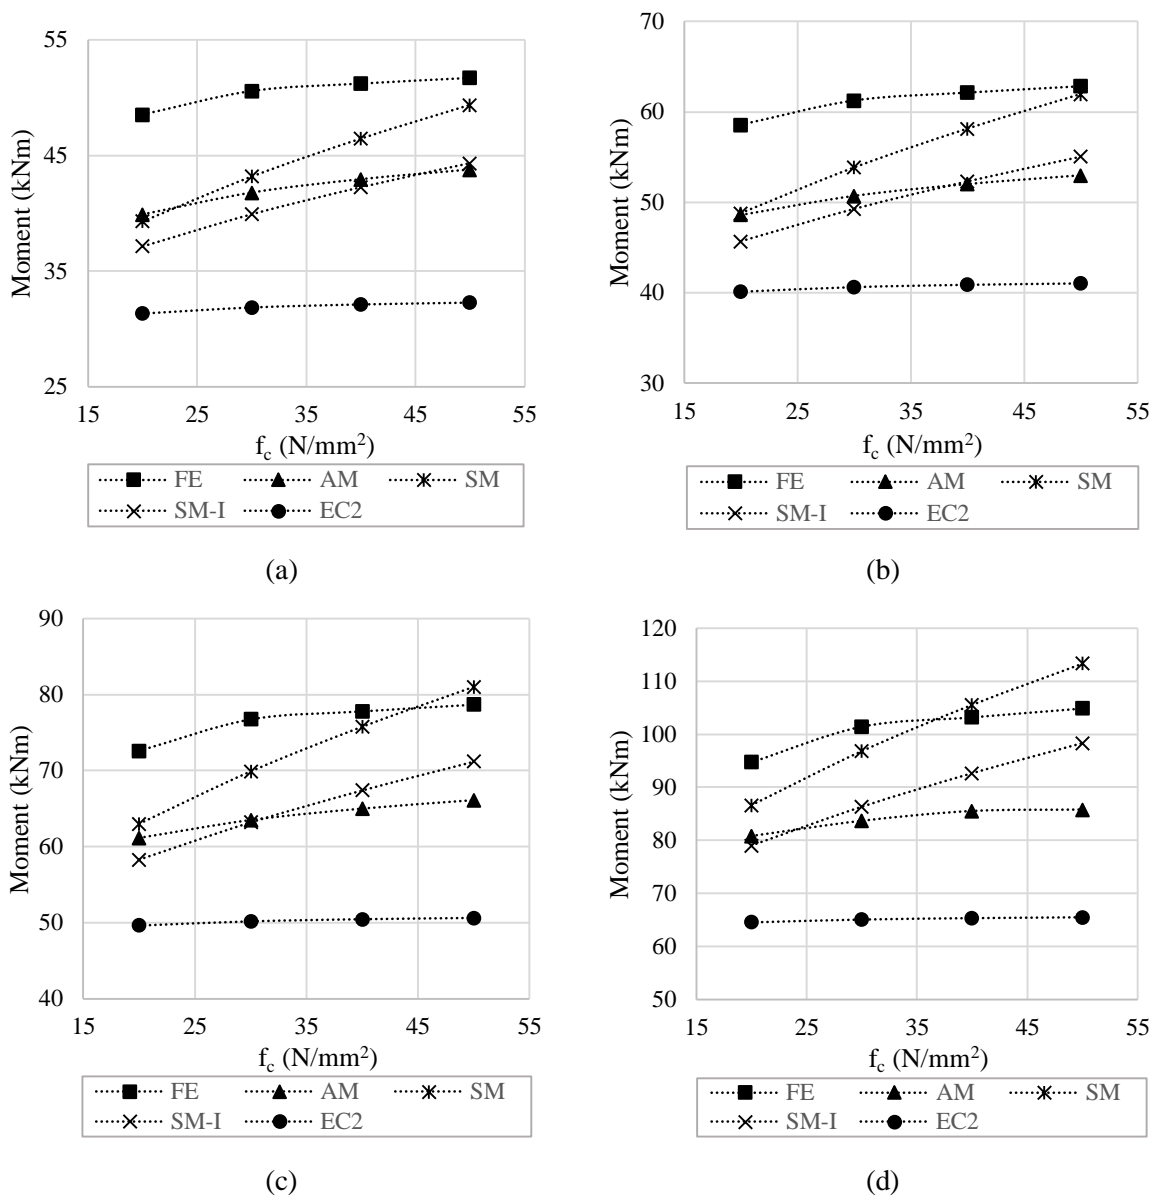 55
45
35
25
Moment (kNm)
15 25 35 45 55
f_c (N/mm²)
FE AM SM
SM-I EC2
(a)
70
60
50
40
30
Moment (kNm)
15 25 35 45 55
f_c (N/mm²)
FE AM SM
SM-I EC2
(b)
90
80
70
60
50
40
Moment (kNm)
15 25 35 45 55
f_c (N/mm²)
FE AM SM
SM-I EC2
(c)
120
110
100
90
80
70
60
50
Moment (kNm)
15 25 35 45 55
f_c (N/mm²)
FE AM SM
SM-I EC2
(d)